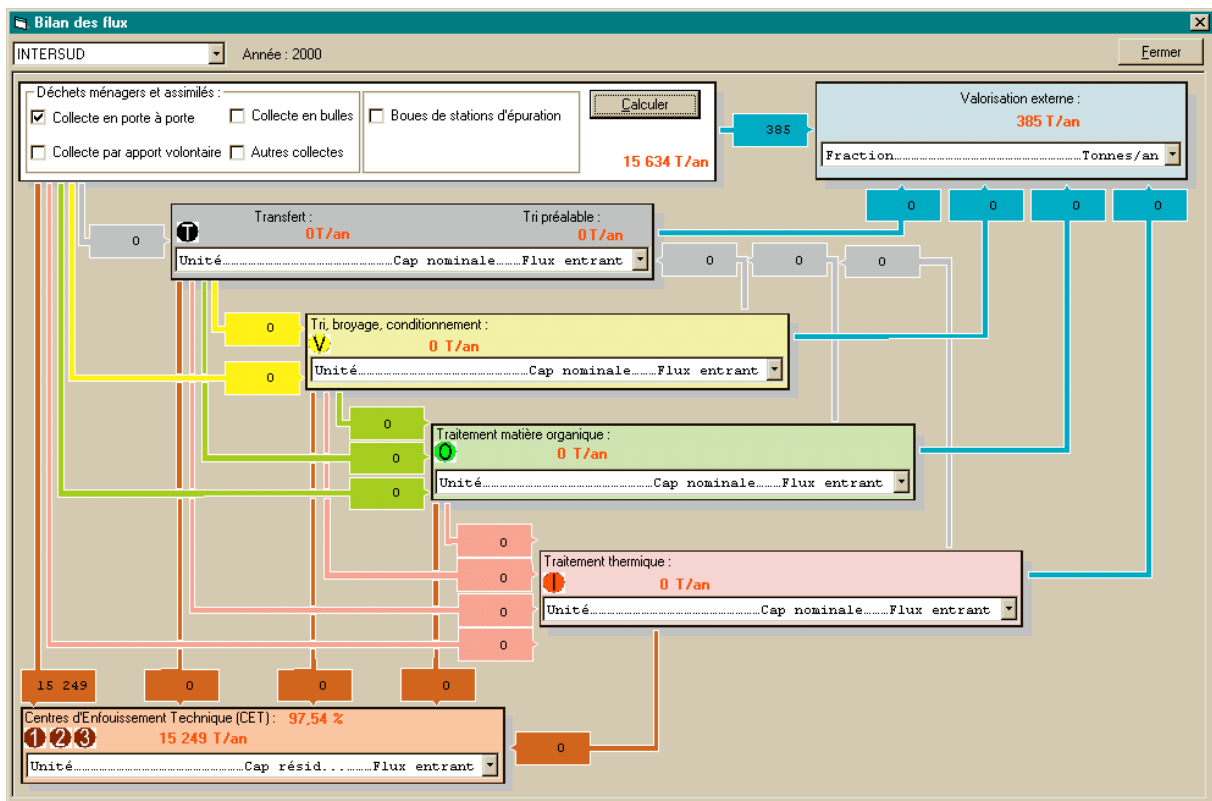 Bilan des flux
INTERSUD
Année : 2000
Fermer
Déchets ménagers et assimilés :
Collecte en porte à porte
Collecte en bulles
Boues de stations d'épuration
Calculer
Collecte par apport volontaire
Autres collectes
15 634 T/an
385
Valorisation externe :
385 T/an
Fraction.......Tonnes/an
0
0
0
0
0
T
Transfert :
Tri préalable :
0T/an
0T/an
Unité.......Cap nominale.......Flux entrant
0
0
0
0
Tri, broyage, conditionnement :
V
0 T/an
Unité.......Cap nominale.......Flux entrant
0
0
Traitement matière organique :
O
0 T/an
0
Unité.......Cap nominale.......Flux entrant
0
0
Traitement thermique :
0
I
0 T/an
Unité.......Cap nominale.......Flux entrant
0
0
15 249
0
0
0
Centres d'Enfouissement Technique (CET) : 97,54 %
1 2 3
15 249 T/an
0
Unité.......Cap résid.......Flux entrant